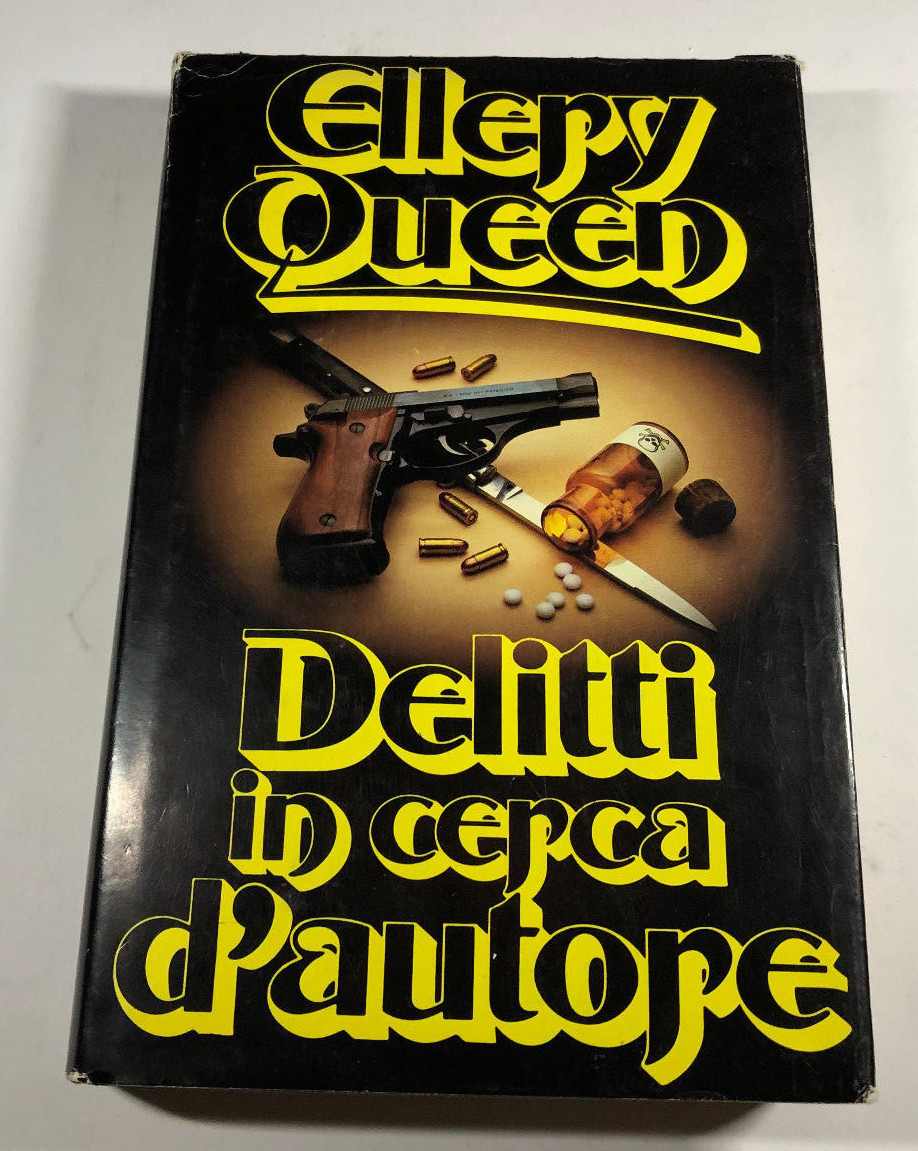 Ellery
Queen
Delitti
in cerca
d'autore